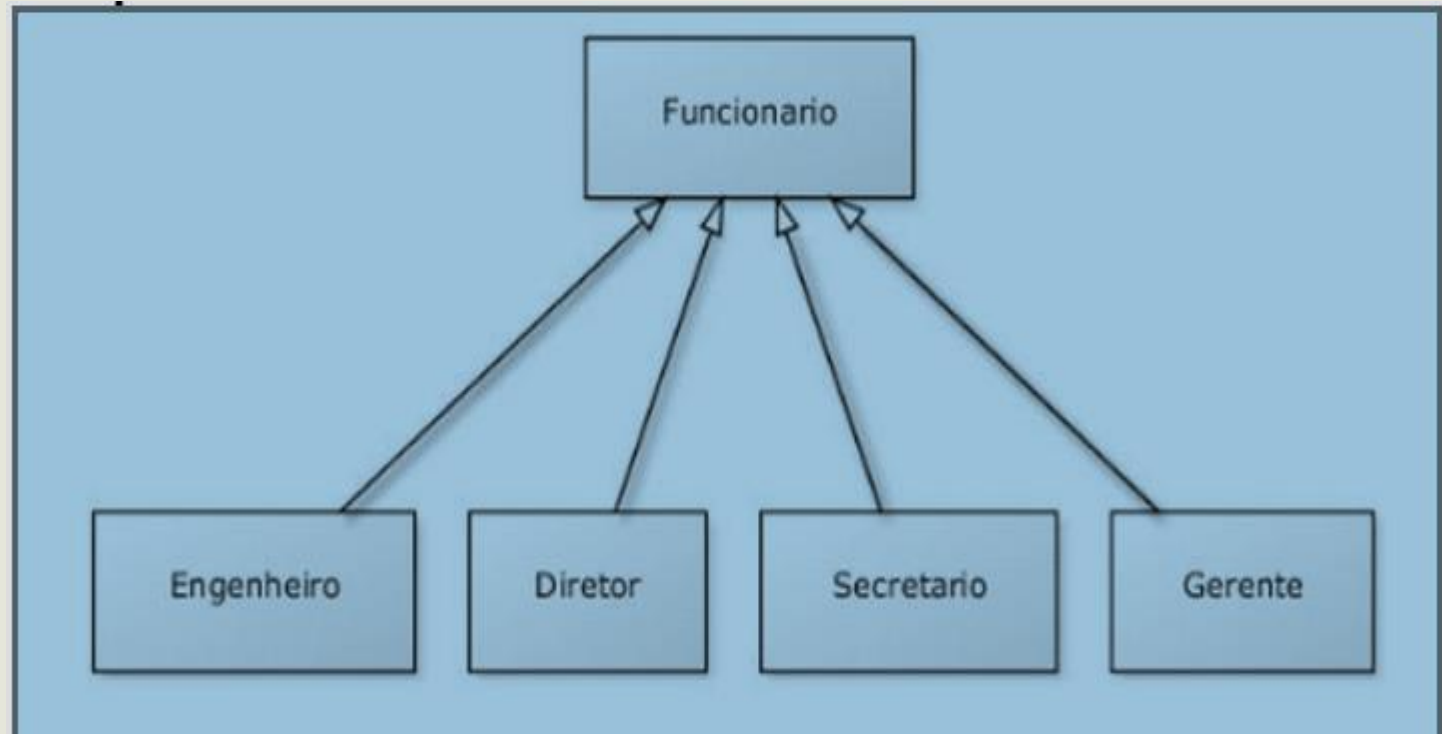 Funcionario
Engenheiro
Diretor
Secretario
Gerente